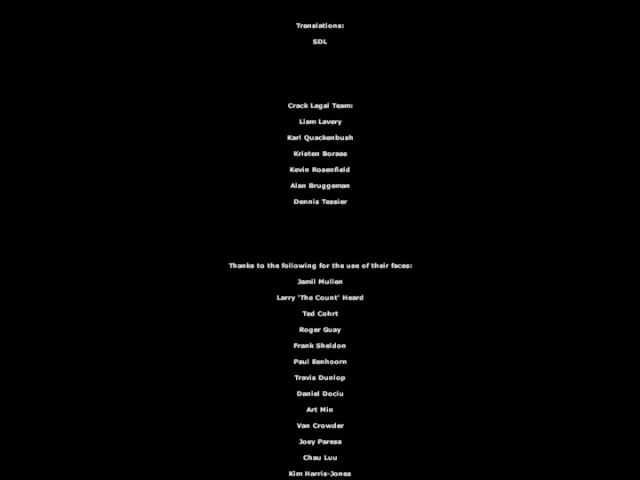 Translations:
SDL
Crack Legal Team:
Liam Lavery
Karl Quackenbush
Kristen Boraas
Kevin Rosenfield
Alan Bruggeman
Dennis Tessier
Thanks to the following for the use of their faces:
Jamil Mullen
Larry 'The Count' Heard
Ted Cohrt
Roger Guay
Frank Sheldon
Paul Eenhoorn
Travis Dunlop
Daniel Dociu
Art Min
Van Crowder
Joey Paresa
Chau Luu
Kim Harris-Jones